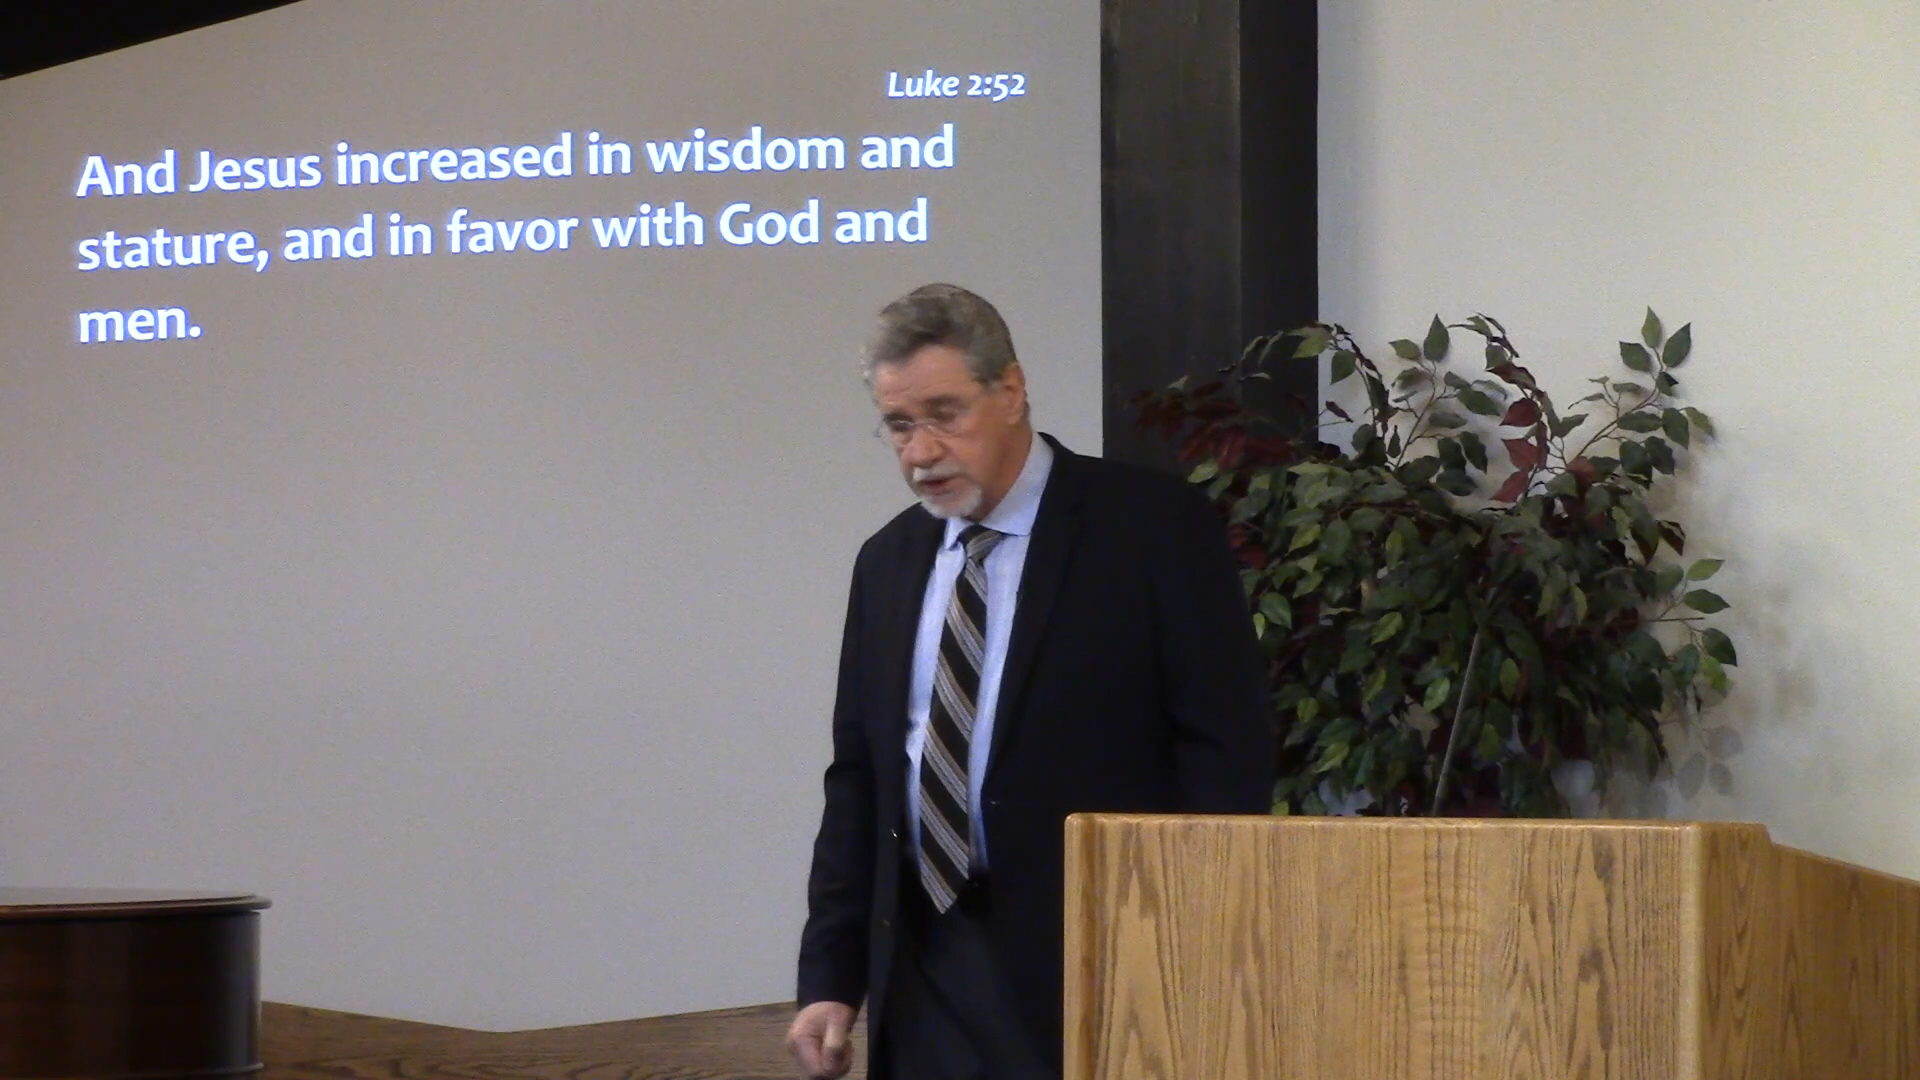 Luke 2:52
And Jesus increased in wisdom and
stature, and in favor with God and
men.